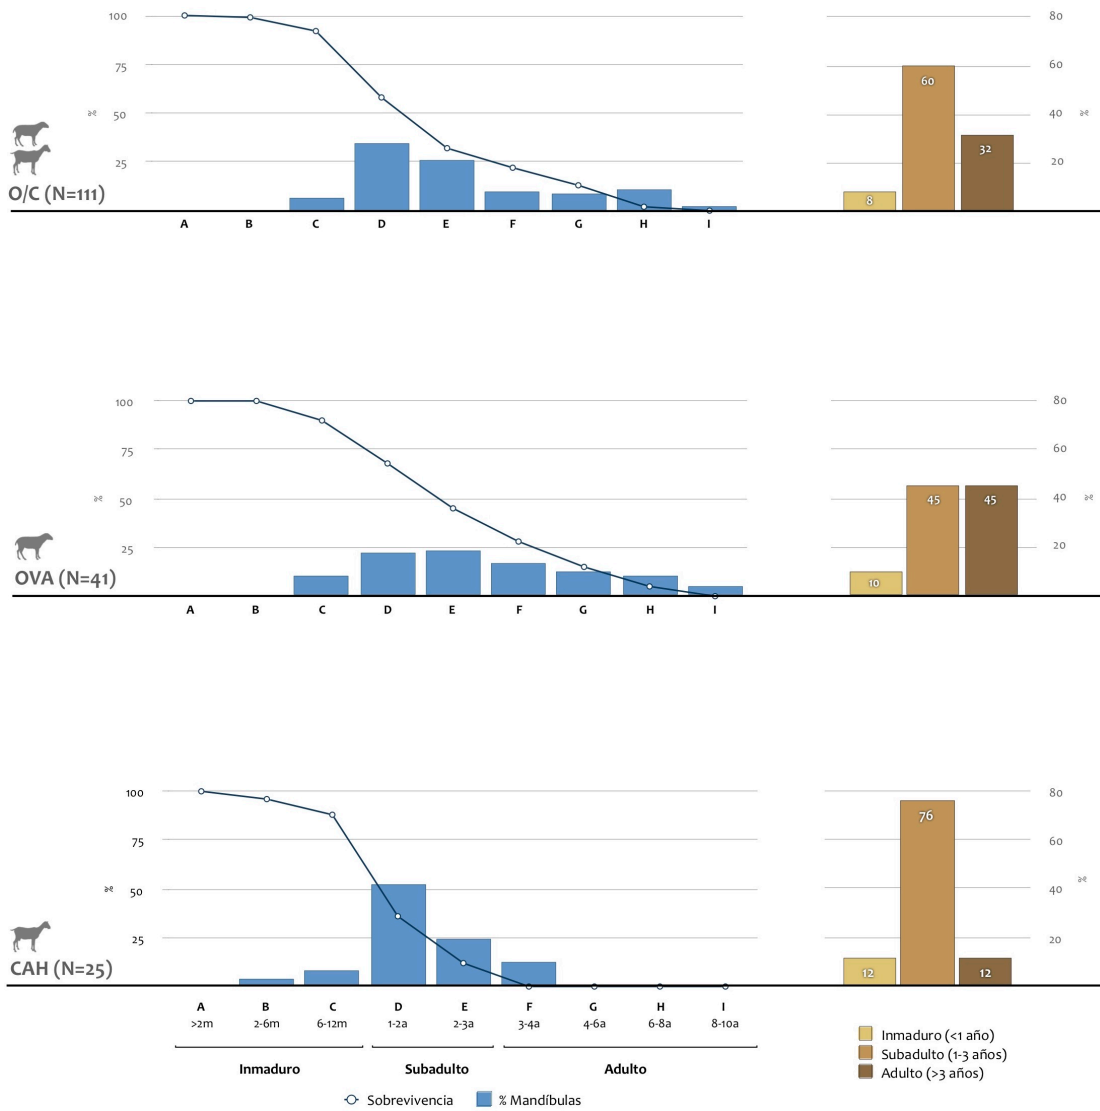 100
75
% 50
25
O/C (N=111)
A B C D E F G H I
80
60
40 %
20
60
32
8
100
75
% 50
25
OVA (N=41)
A B C D E F G H I
80
60
40 %
20
45 45
10
100
75
% 50
25
CAH (N=25)
A B C D E F G H I
>2m 2-6m 6-12m 1-2a 2-3a 3-4a 4-6a 6-8a 8-10a
Inmaduro Subadulto Adulto
Sobrevivencia % Mandíbulas
80
60
40 %
20
76
12 12
Inmaduro (<1 año)
Subadulto (1-3 años)
Adulto (>3 años)